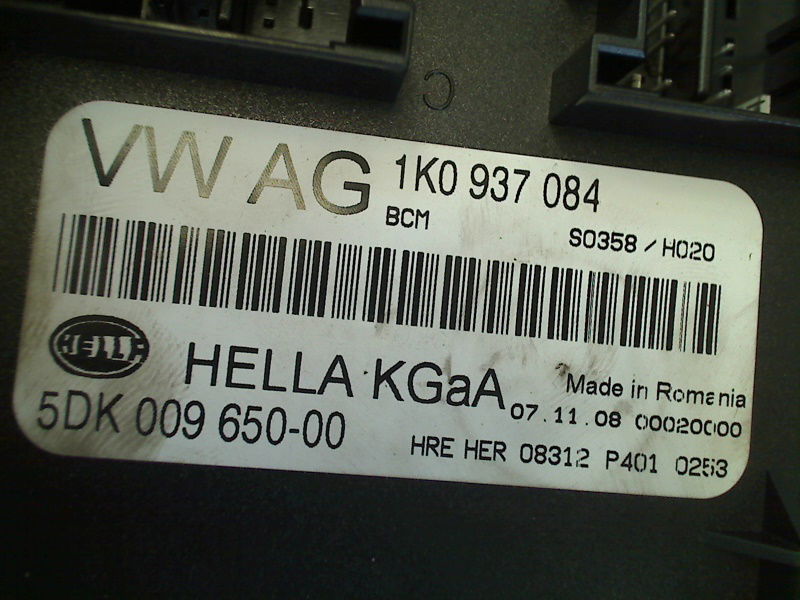 VW AG 1K0 937 084
BCM
S0358 / H020
HELLA
HELLA KGaA
Made in Romania
5DK 009 650-00
07.11.08 00020000
HRE HER 08312 P401 0253